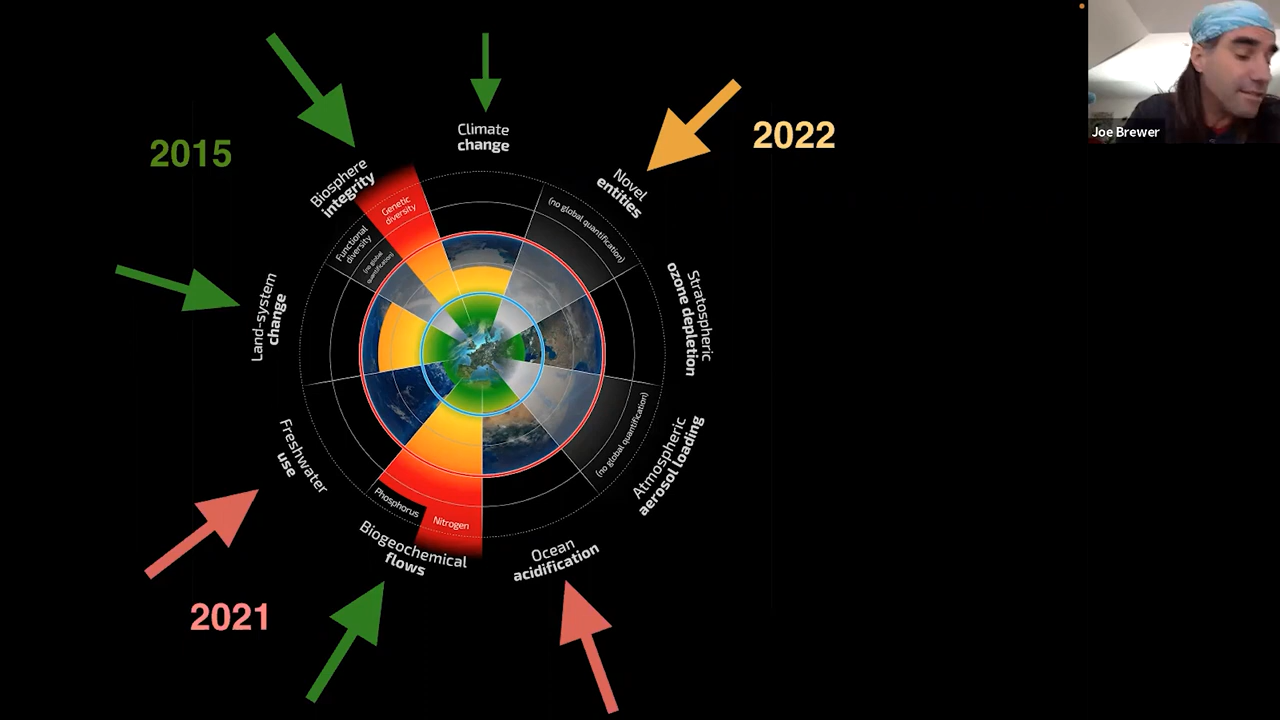 Joe Brewer
Climate
change
2022
2015
Biosphere
integrity
Novel
entities
Genetic
diversity
(no global quantification)
Functional
diversity
(no global
quantification)
Stratospheric
ozone depletion
Land-system
change
(no global quantification)
Atmospheric
aerosol loading
Freshwater
use
Phosphorus
Nitrogen
Biogeochemical
flows
Ocean
acidification
2021